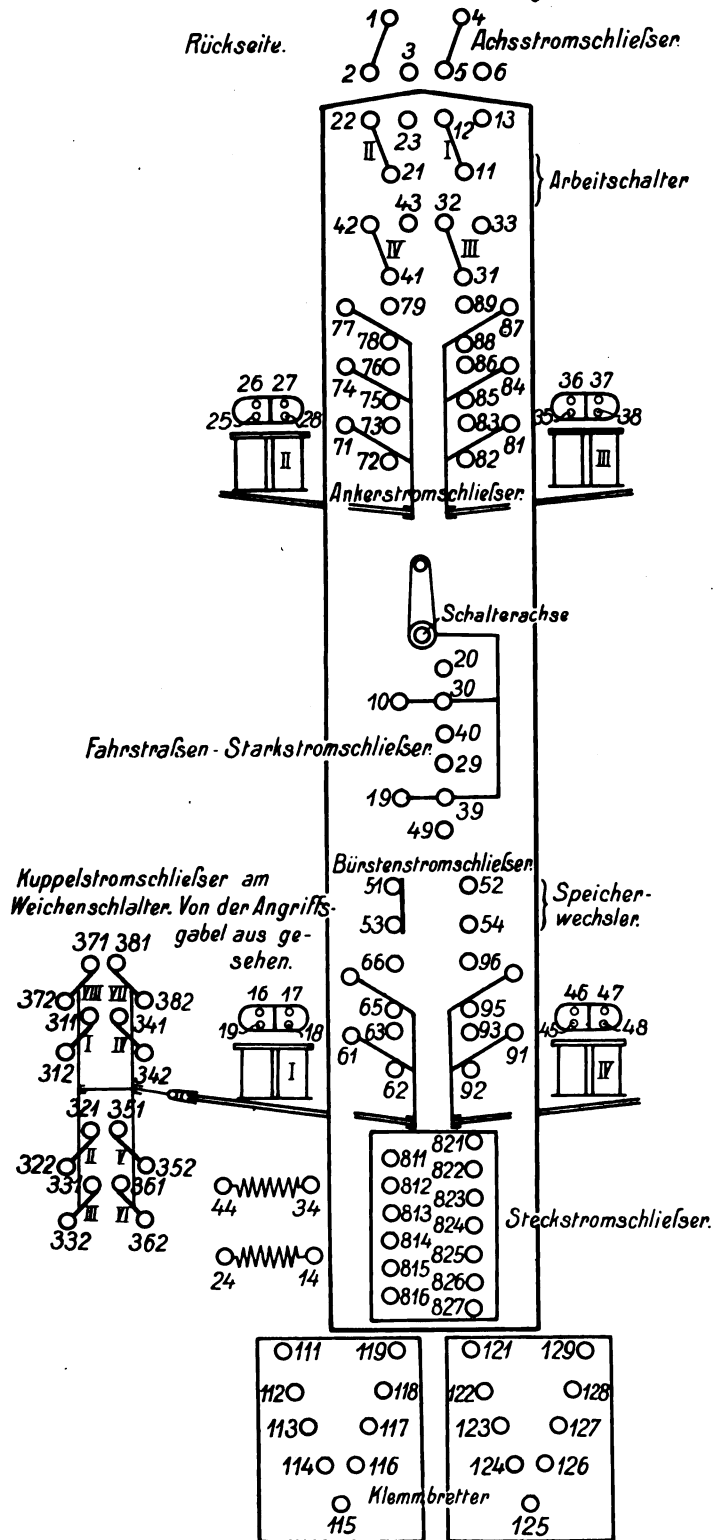 1 4
Rückseite. Achsstromschließer.
2 3 5 6
22 23 12 13
II I
21 11
Arbeitschalter
42 43 32 33
IV III
41 31
79 89
77 87
78 88
76 86
74 84
75 85
73 83
71 81
72 82
26 27
25 28
II
36 37
35 38
III
Ankerstromschließer.
Schalterachse
20
10 30
40
Fahrstraßen - Starkstromschließer.
29
19 39
49
Bürstenstromschließer.
51 52
53 54
Speicher-
wechsler.
Kuppelstromschließer am
Weichenschlalter. Von der Angriffs-
gabel aus ge-
sehen.
371 381
372 VIII VII 382
311 341
I IV
312 342
321 351
II V
322 352
331 361
III VI
332 362
66 96
65 95
63 93
61 91
62 92
16 17
19 18
I
46 47
45 48
IV
44 34
24 14
811 821
812 822
813 823
814 824
815 825
816 826
827
Steckstromschließer.
111 119 121 129
112 118 122 128
113 117 123 127
114 116 124 126
Klemmbretter
115 125